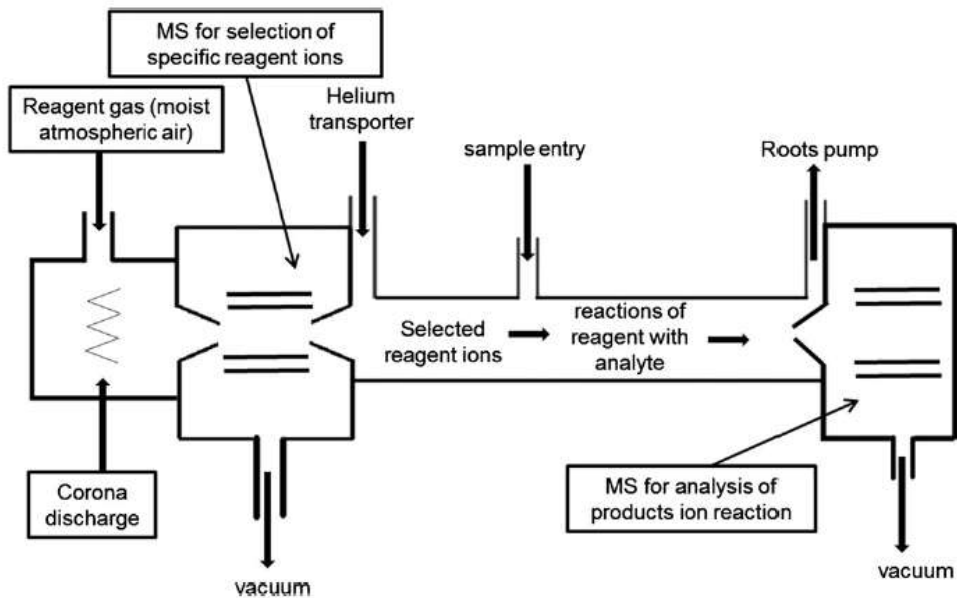 MS for selection of
specific reagent ions
Reagent gas (moist
atmospheric air)
Helium
transporter
sample entry
Roots pump
Selected
reagent ions
reactions of
reagent with
analyte
Corona
discharge
MS for analysis of
products ion reaction
vacuum
vacuum